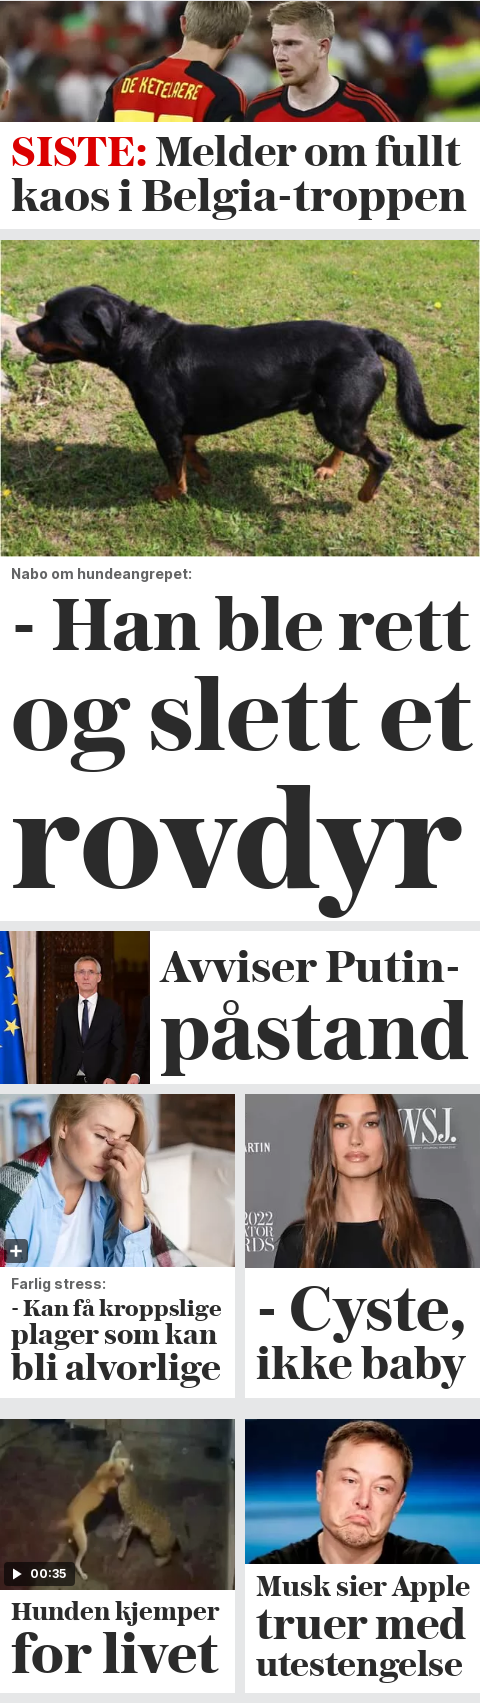 DE KETELAERE
SISTE: Melder om fullt
kaos i Belgia-troppen
Nabo om hundeangrepet:
- Han ble rett
og slett et
rovdyr
Avviser Putin-
påstand
WSJ.
ARTIN
2022
ATOR
RDS
Farlig stress:
- Kan få kroppslige
plager som kan
bli alvorlige
- Cyste,
ikke baby
00:35
Hunden kjemper
for livet
Musk sier Apple
truer med
utestengelse